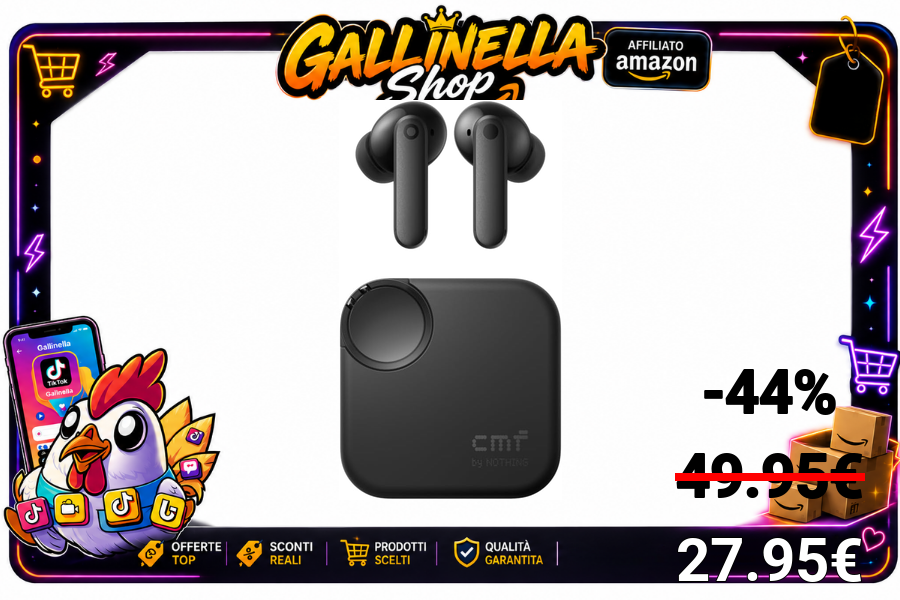 GALLINELLA
Shop
AFFILIATO
amazon
cmf
by NOTHING
Gallinella
TikTok
Gallinella
-44%
49.95€
27.95€
OFFERTE
TOP
SCONTI
REALI
PRODOTTI
SCELTI
QUALITÀ
GARANTITA